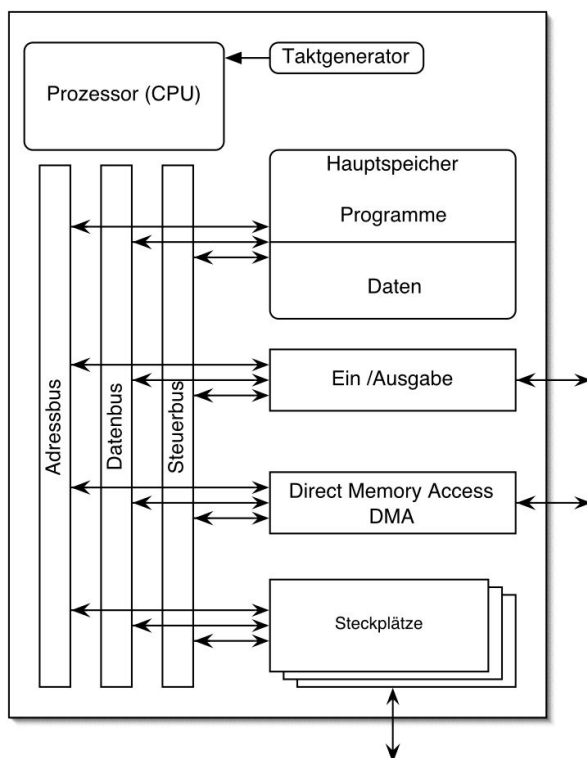 Taktgenerator
Prozessor (CPU)
Hauptspeicher
Programme
Daten
Adressbus
Datenbus
Steuerbus
Ein /Ausgabe
Direct Memory Access
DMA
Steckplätze